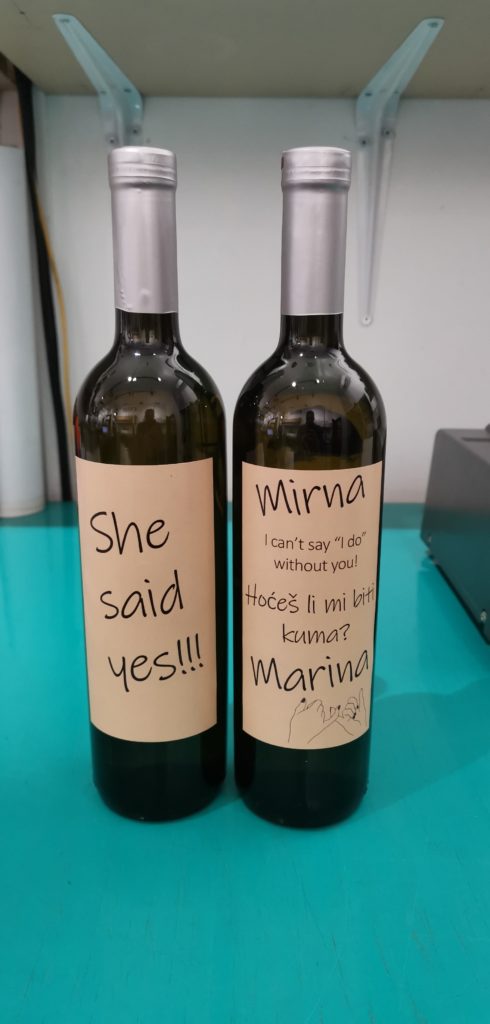 She
said
yes!!!
Mirna
I can't say "I do"
without you!
Hoćeš li mi biti
kuma?
Marina